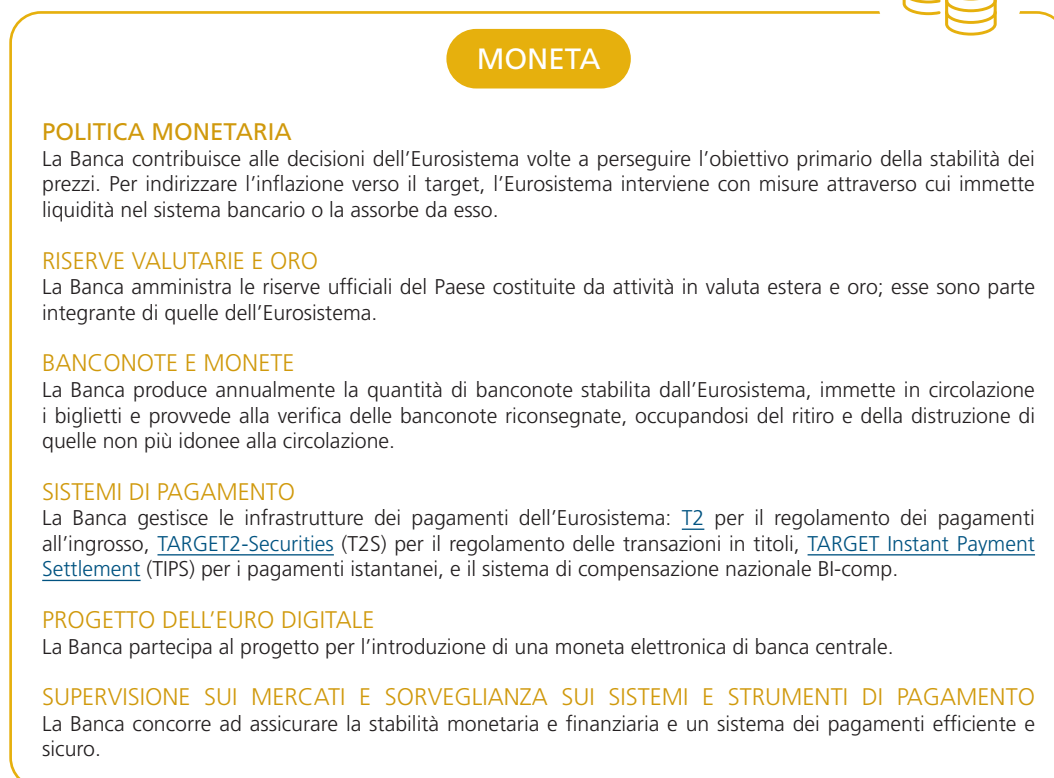 MONETA
POLITICA MONETARIA
La Banca contribuisce alle decisioni dell’Eurosistema volte a perseguire l’obiettivo primario della stabilità dei
prezzi. Per indirizzare l’inflazione verso il target, l’Eurosistema interviene con misure attraverso cui immette
liquidità nel sistema bancario o la assorbe da esso.
RISERVE VALUTARIE E ORO
La Banca amministra le riserve ufficiali del Paese costituite da attività in valuta estera e oro; esse sono parte
integrante di quelle dell’Eurosistema.
BANCONOTE E MONETE
La Banca produce annualmente la quantità di banconote stabilita dall’Eurosistema, immette in circolazione
i biglietti e provvede alla verifica delle banconote riconsegnate, occupandosi del ritiro e della distruzione di
quelle non più idonee alla circolazione.
SISTEMI DI PAGAMENTO
La Banca gestisce le infrastrutture dei pagamenti dell’Eurosistema: T2 per il regolamento dei pagamenti
all’ingrosso, TARGET2-Securities (T2S) per il regolamento delle transazioni in titoli, TARGET Instant Payment
Settlement (TIPS) per i pagamenti istantanei, e il sistema di compensazione nazionale BI-comp.
PROGETTO DELL’EURO DIGITALE
La Banca partecipa al progetto per l’introduzione di una moneta elettronica di banca centrale.
SUPERVISIONE SUI MERCATI E SORVEGLIANZA SUI SISTEMI E STRUMENTI DI PAGAMENTO
La Banca concorre ad assicurare la stabilità monetaria e finanziaria e un sistema dei pagamenti efficiente e
sicuro.